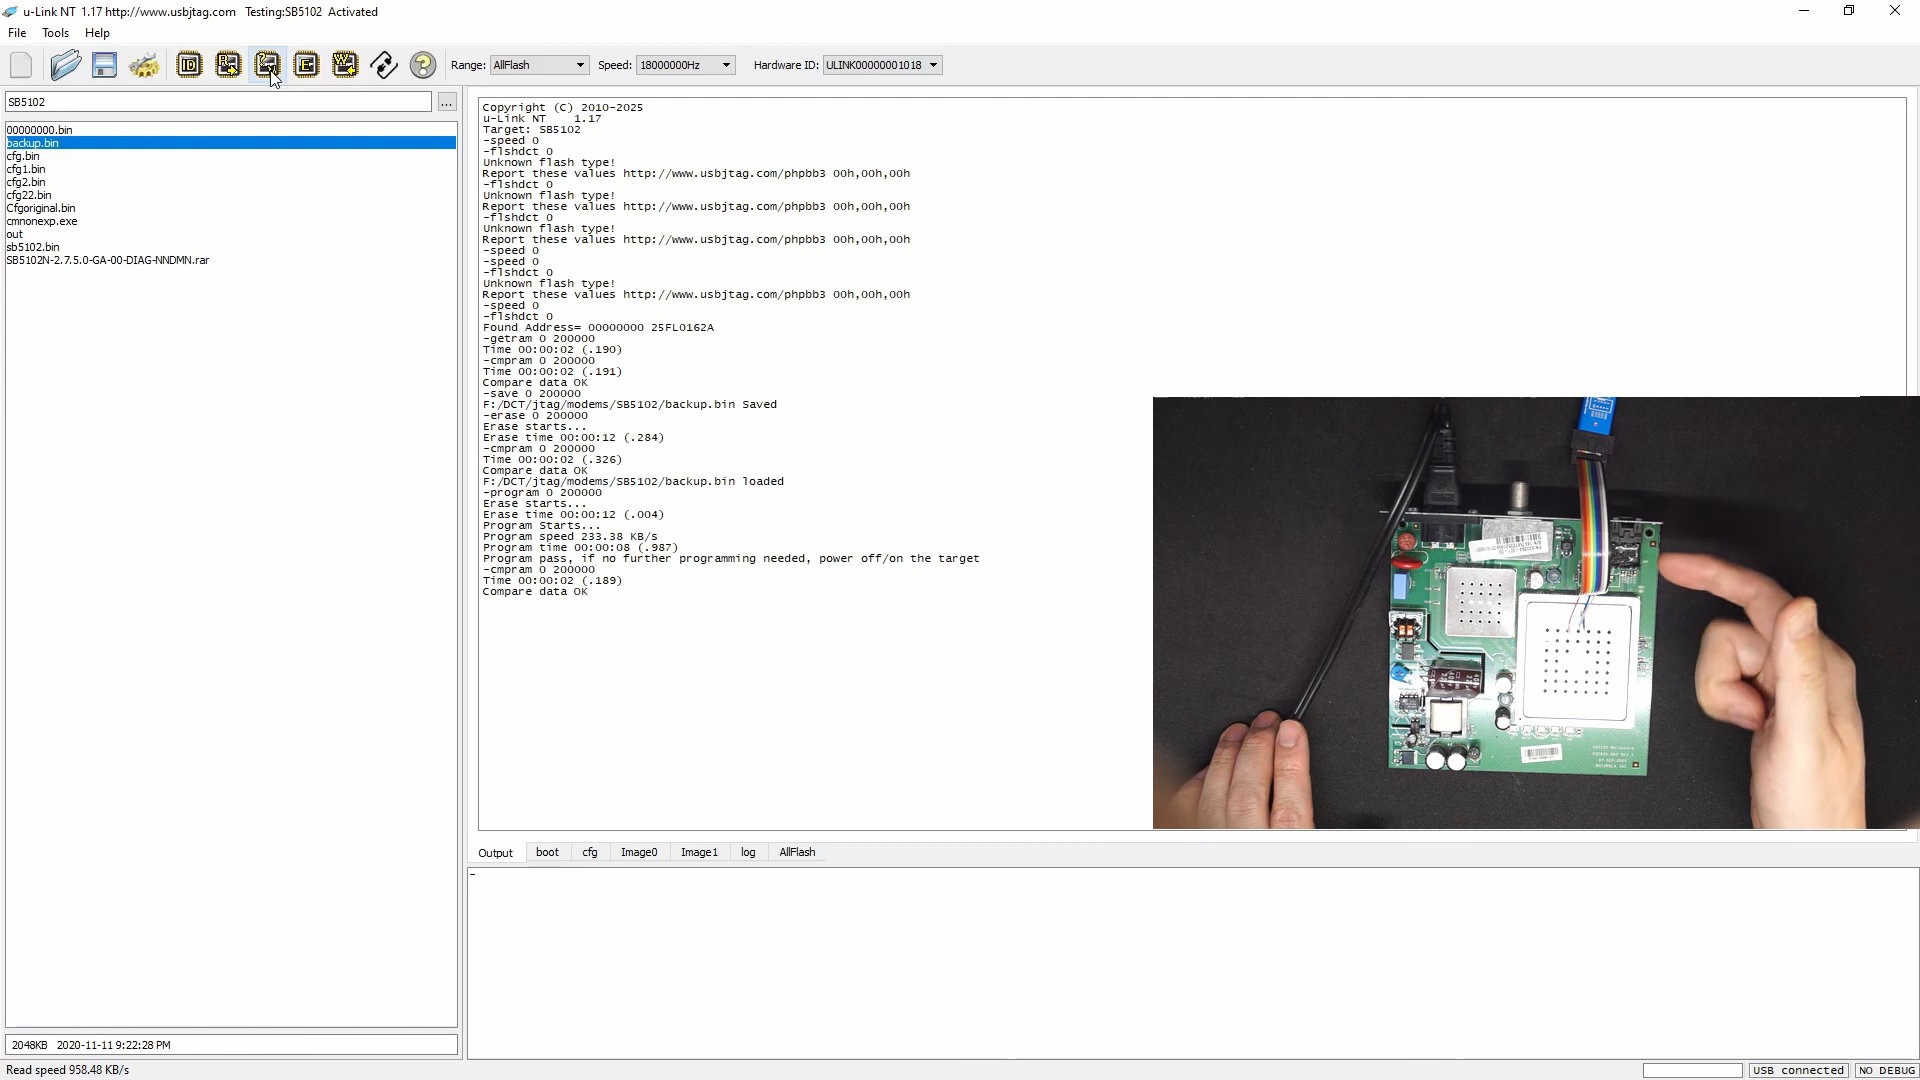 u-Link NT 1.17 http://www.usbjtag.com Testing:SB5102 Activated
File Tools Help
ID R V E W ? Range: AllFlash Speed: 18000000Hz Hardware ID: ULINK00000001018
SB5102 ...
00000000.bin
backup.bin
cfg.bin
cfg1.bin
cfg2.bin
cfg22.bin
Cfgoriginal.bin
cmnonexp.exe
out
sb5102.bin
SB5102N-2.7.5.0-GA-00-DIAG-NNDMN.rar
2048KB 2020-11-11 9:22:28 PM
Copyright (C) 2010-2025
u-Link NT 1.17
Target: SB5102
-speed 0
-flshdct 0
Unknown flash type!
Report these values http://www.usbjtag.com/phpbb3 00h,00h,00h
-flshdct 0
Unknown flash type!
Report these values http://www.usbjtag.com/phpbb3 00h,00h,00h
-flshdct 0
Unknown flash type!
Report these values http://www.usbjtag.com/phpbb3 00h,00h,00h
-speed 0
-speed 0
-flshdct 0
Unknown flash type!
Report these values http://www.usbjtag.com/phpbb3 00h,00h,00h
-speed 0
-flshdct 0
Found Address= 00000000 25FL0162A
-getram 0 200000
Time 00:00:02 (.190)
-cmpram 0 200000
Time 00:00:02 (.191)
Compare data OK
-save 0 200000
F:/DCT/jtag/modems/SB5102/backup.bin Saved
-erase 0 200000
Erase starts...
Erase time 00:00:12 (.284)
-cmpram 0 200000
Time 00:00:02 (.326)
Compare data OK
F:/DCT/jtag/modems/SB5102/backup.bin loaded
-program 0 200000
Erase starts...
Erase time 00:00:12 (.004)
Program Starts...
Program speed 233.38 KB/s
Program time 00:00:08 (.987)
Program pass, if no further programming needed, power off/on the target
-cmpram 0 200000
Time 00:00:02 (.189)
Compare data OK
Output boot cfg Image0 Image1 log AllFlash
-
Read speed 958.48 KB/s USB connected NO DEBUG